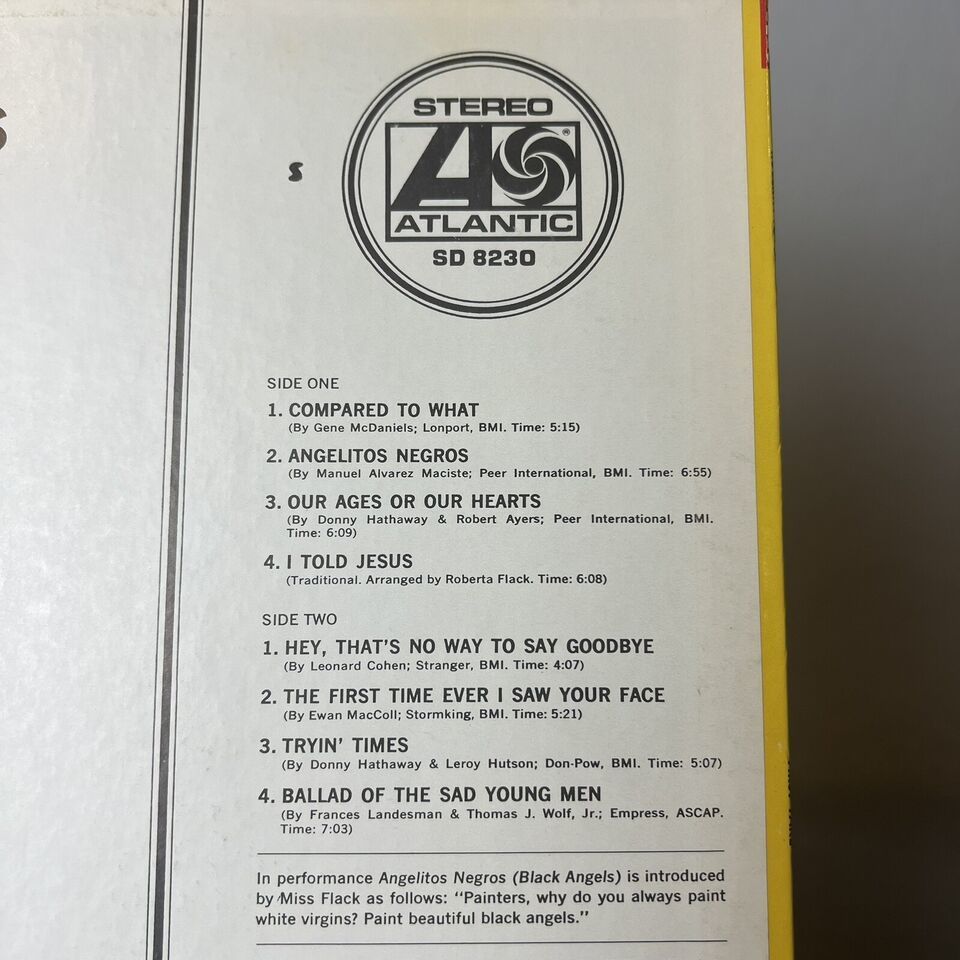 S
S
STEREO
A
®
ATLANTIC
SD 8230
SIDE ONE
1. COMPARED TO WHAT
(By Gene McDaniels; Lonport, BMI. Time: 5:15)
2. ANGELITOS NEGROS
(By Manuel Alvarez Maciste; Peer International, BMI. Time: 6:55)
3. OUR AGES OR OUR HEARTS
(By Donny Hathaway & Robert Ayers; Peer International, BMI.
Time: 6:09)
4. I TOLD JESUS
(Traditional. Arranged by Roberta Flack. Time: 6:08)
SIDE TWO
1. HEY, THAT'S NO WAY TO SAY GOODBYE
(By Leonard Cohen; Stranger, BMI. Time: 4:07)
2. THE FIRST TIME EVER I SAW YOUR FACE
(By Ewan MacColl; Stormking, BMI. Time: 5:21)
3. TRYIN' TIMES
(By Donny Hathaway & Leroy Hutson; Don-Pow, BMI. Time: 5:07)
4. BALLAD OF THE SAD YOUNG MEN
(By Frances Landesman & Thomas J. Wolf, Jr.; Empress, ASCAP.
Time: 7:03)
In performance Angelitos Negros (Black Angels) is introduced
by Miss Flack as follows: "Painters, why do you always paint
white virgins? Paint beautiful black angels."